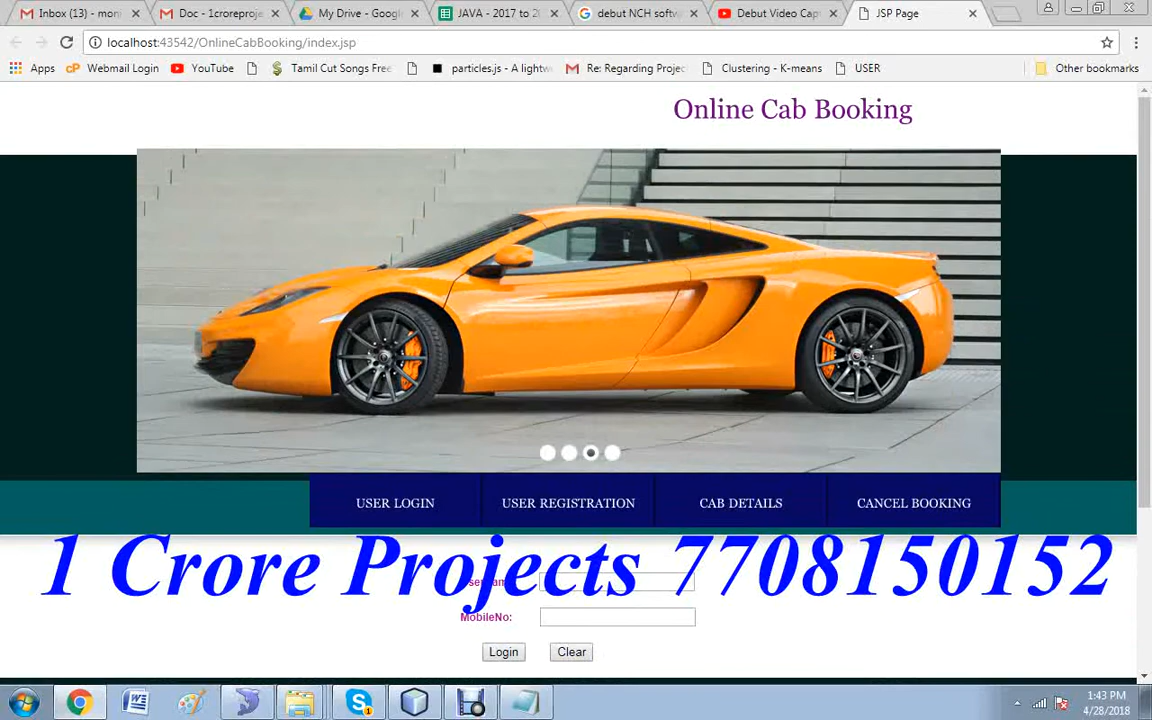 Inbox (13) - moni
Doc - 1croreproje
My Drive - Google
JAVA - 2017 to 20
debut NCH softw
Debut Video Cap
JSP Page
localhost:43542/OnlineCabBooking/index.jsp
Apps
Webmail Login
YouTube
Tamil Cut Songs Free
particles.js - A lightw
Re: Regarding Projec
Clustering - K-means
USER
Other bookmarks
Online Cab Booking
USER LOGIN
USER REGISTRATION
CAB DETAILS
CANCEL BOOKING
1 Crore Projects 7708150152
MobileNo:
Login
Clear
1:43 PM
4/28/2018